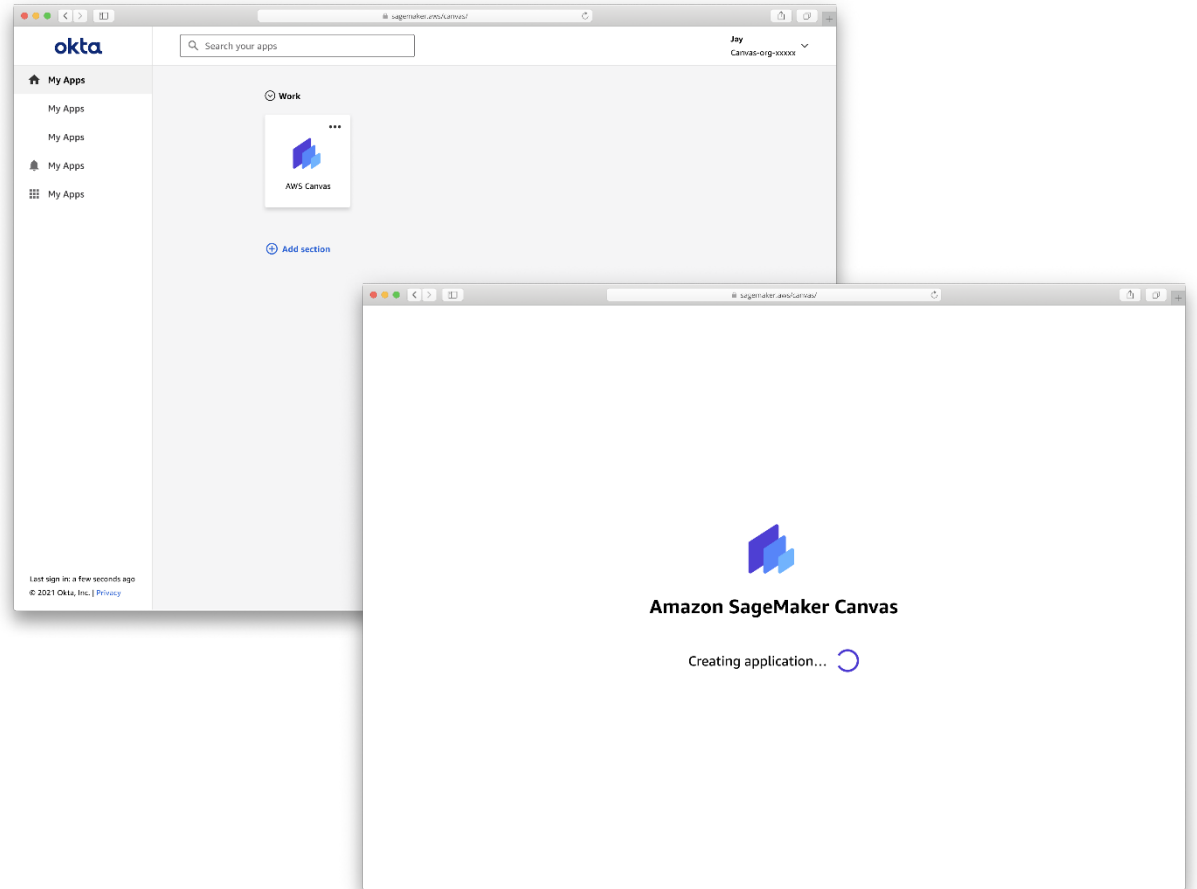 sagemaker.aws/canvas/
okta
Search your apps
Jay
Canvas-org-xxxxx
My Apps
My Apps
My Apps
My Apps
My Apps
Work
AWS Canvas
Add section
Last sign in: a few seconds ago
© 2021 Okta, Inc. | Privacy
sagemaker.aws/canvas/
Amazon SageMaker Canvas
Creating application...